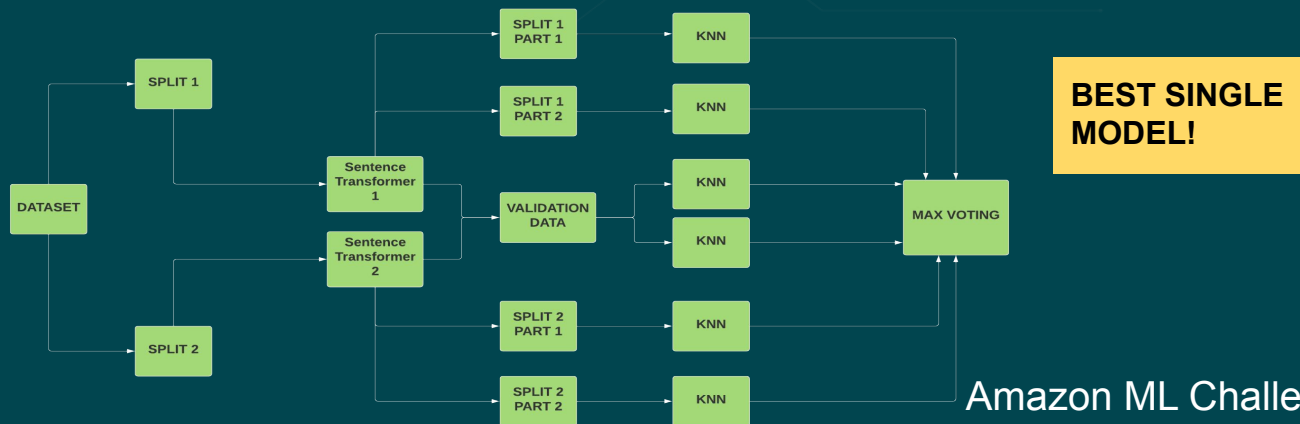 DATASET
SPLIT 1
SPLIT 2
Sentence
Transformer
1
Sentence
Transformer
2
SPLIT 1
PART 1
SPLIT 1
PART 2
VALIDATION
DATA
SPLIT 2
PART 1
SPLIT 2
PART 2
KNN
KNN
KNN
KNN
KNN
KNN
MAX VOTING
BEST SINGLE
MODEL!
Amazon ML Challe